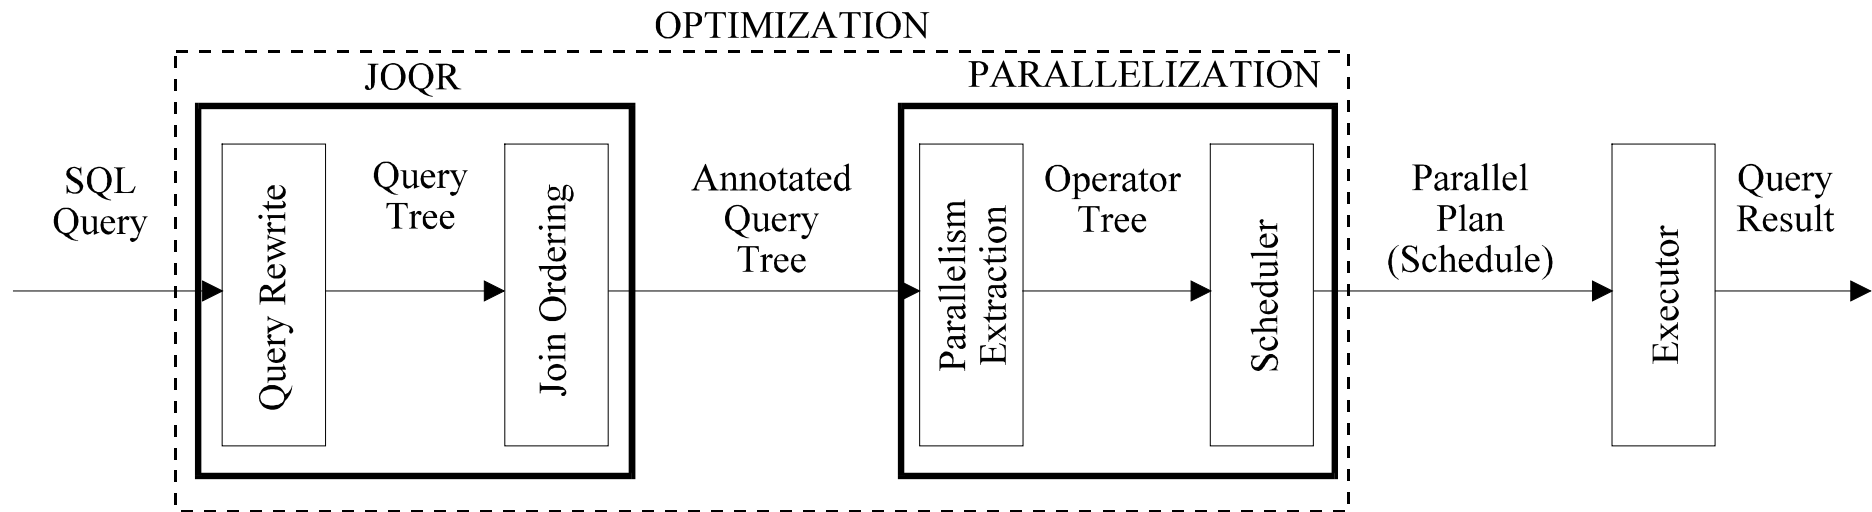 OPTIMIZATION
JOQR
PARALLELIZATION
SQL
Query
Query Rewrite
Query
Tree
Join Ordering
Annotated
Query
Tree
Parallelism
Extraction
Operator
Tree
Scheduler
Parallel
Plan
(Schedule)
Executor
Query
Result